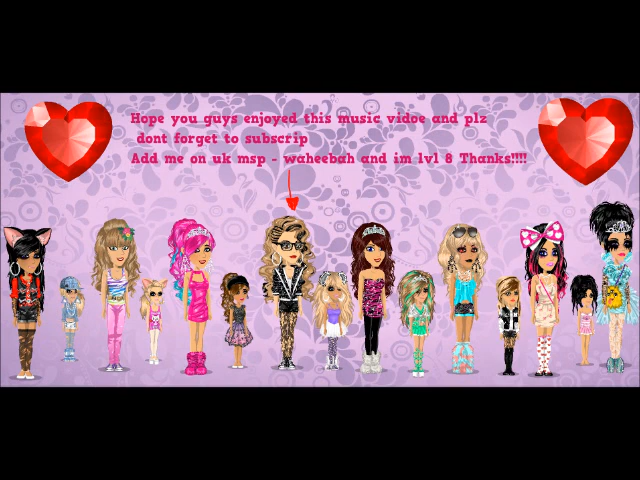 Hope you guys enjoyed this music vidoe and plz
dont forget to subscrip
Add me on uk msp - waheebah and im lvl 8 Thanks!!!!